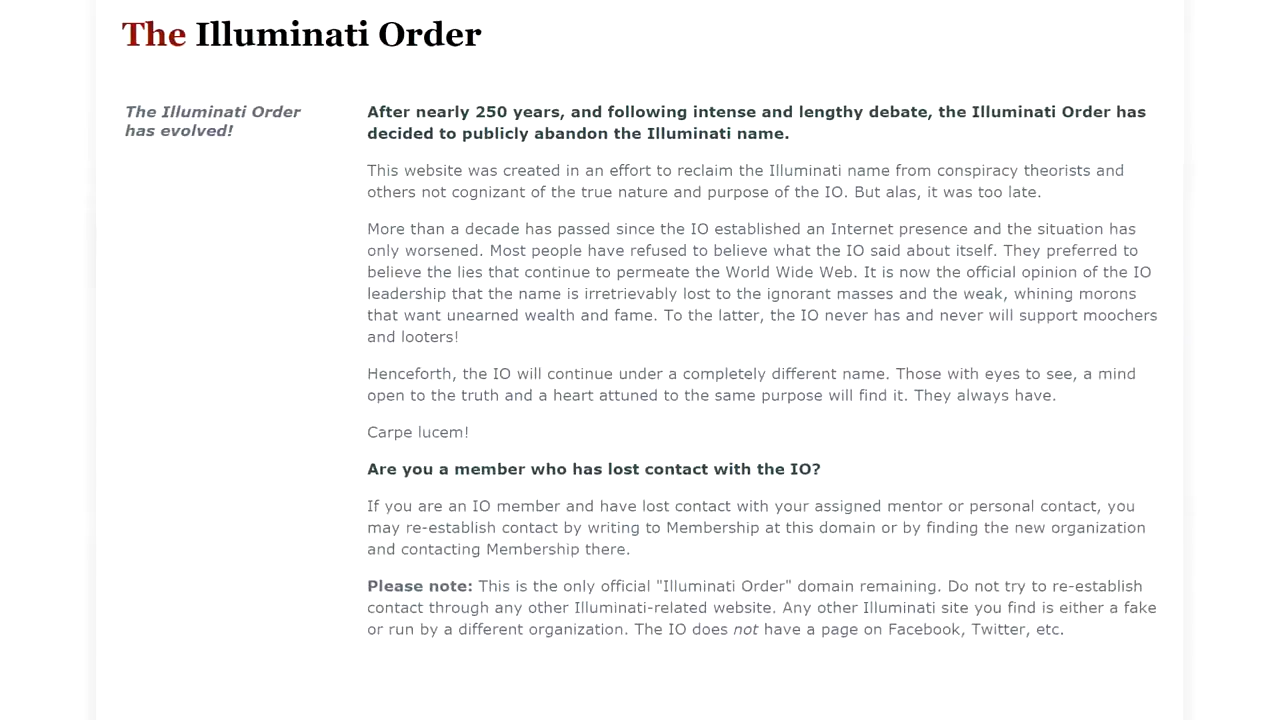 The Illuminati Order
The Illuminati Order
has evolved!
After nearly 250 years, and following intense and lengthy debate, the Illuminati Order has
decided to publicly abandon the Illuminati name.
This website was created in an effort to reclaim the Illuminati name from conspiracy theorists and
others not cognizant of the true nature and purpose of the IO. But alas, it was too late.
More than a decade has passed since the IO established an Internet presence and the situation has
only worsened. Most people have refused to believe what the IO said about itself. They preferred to
believe the lies that continue to permeate the World Wide Web. It is now the official opinion of the IO
leadership that the name is irretrievably lost to the ignorant masses and the weak, whining morons
that want unearned wealth and fame. To the latter, the IO never has and never will support moochers
and looters!
Henceforth, the IO will continue under a completely different name. Those with eyes to see, a mind
open to the truth and a heart attuned to the same purpose will find it. They always have.
Carpe lucem!
Are you a member who has lost contact with the IO?
If you are an IO member and have lost contact with your assigned mentor or personal contact, you
may re-establish contact by writing to Membership at this domain or by finding the new organization
and contacting Membership there.
Please note: This is the only official "Illuminati Order" domain remaining. Do not try to re-establish
contact through any other Illuminati-related website. Any other Illuminati site you find is either a fake
or run by a different organization. The IO does not have a page on Facebook, Twitter, etc.